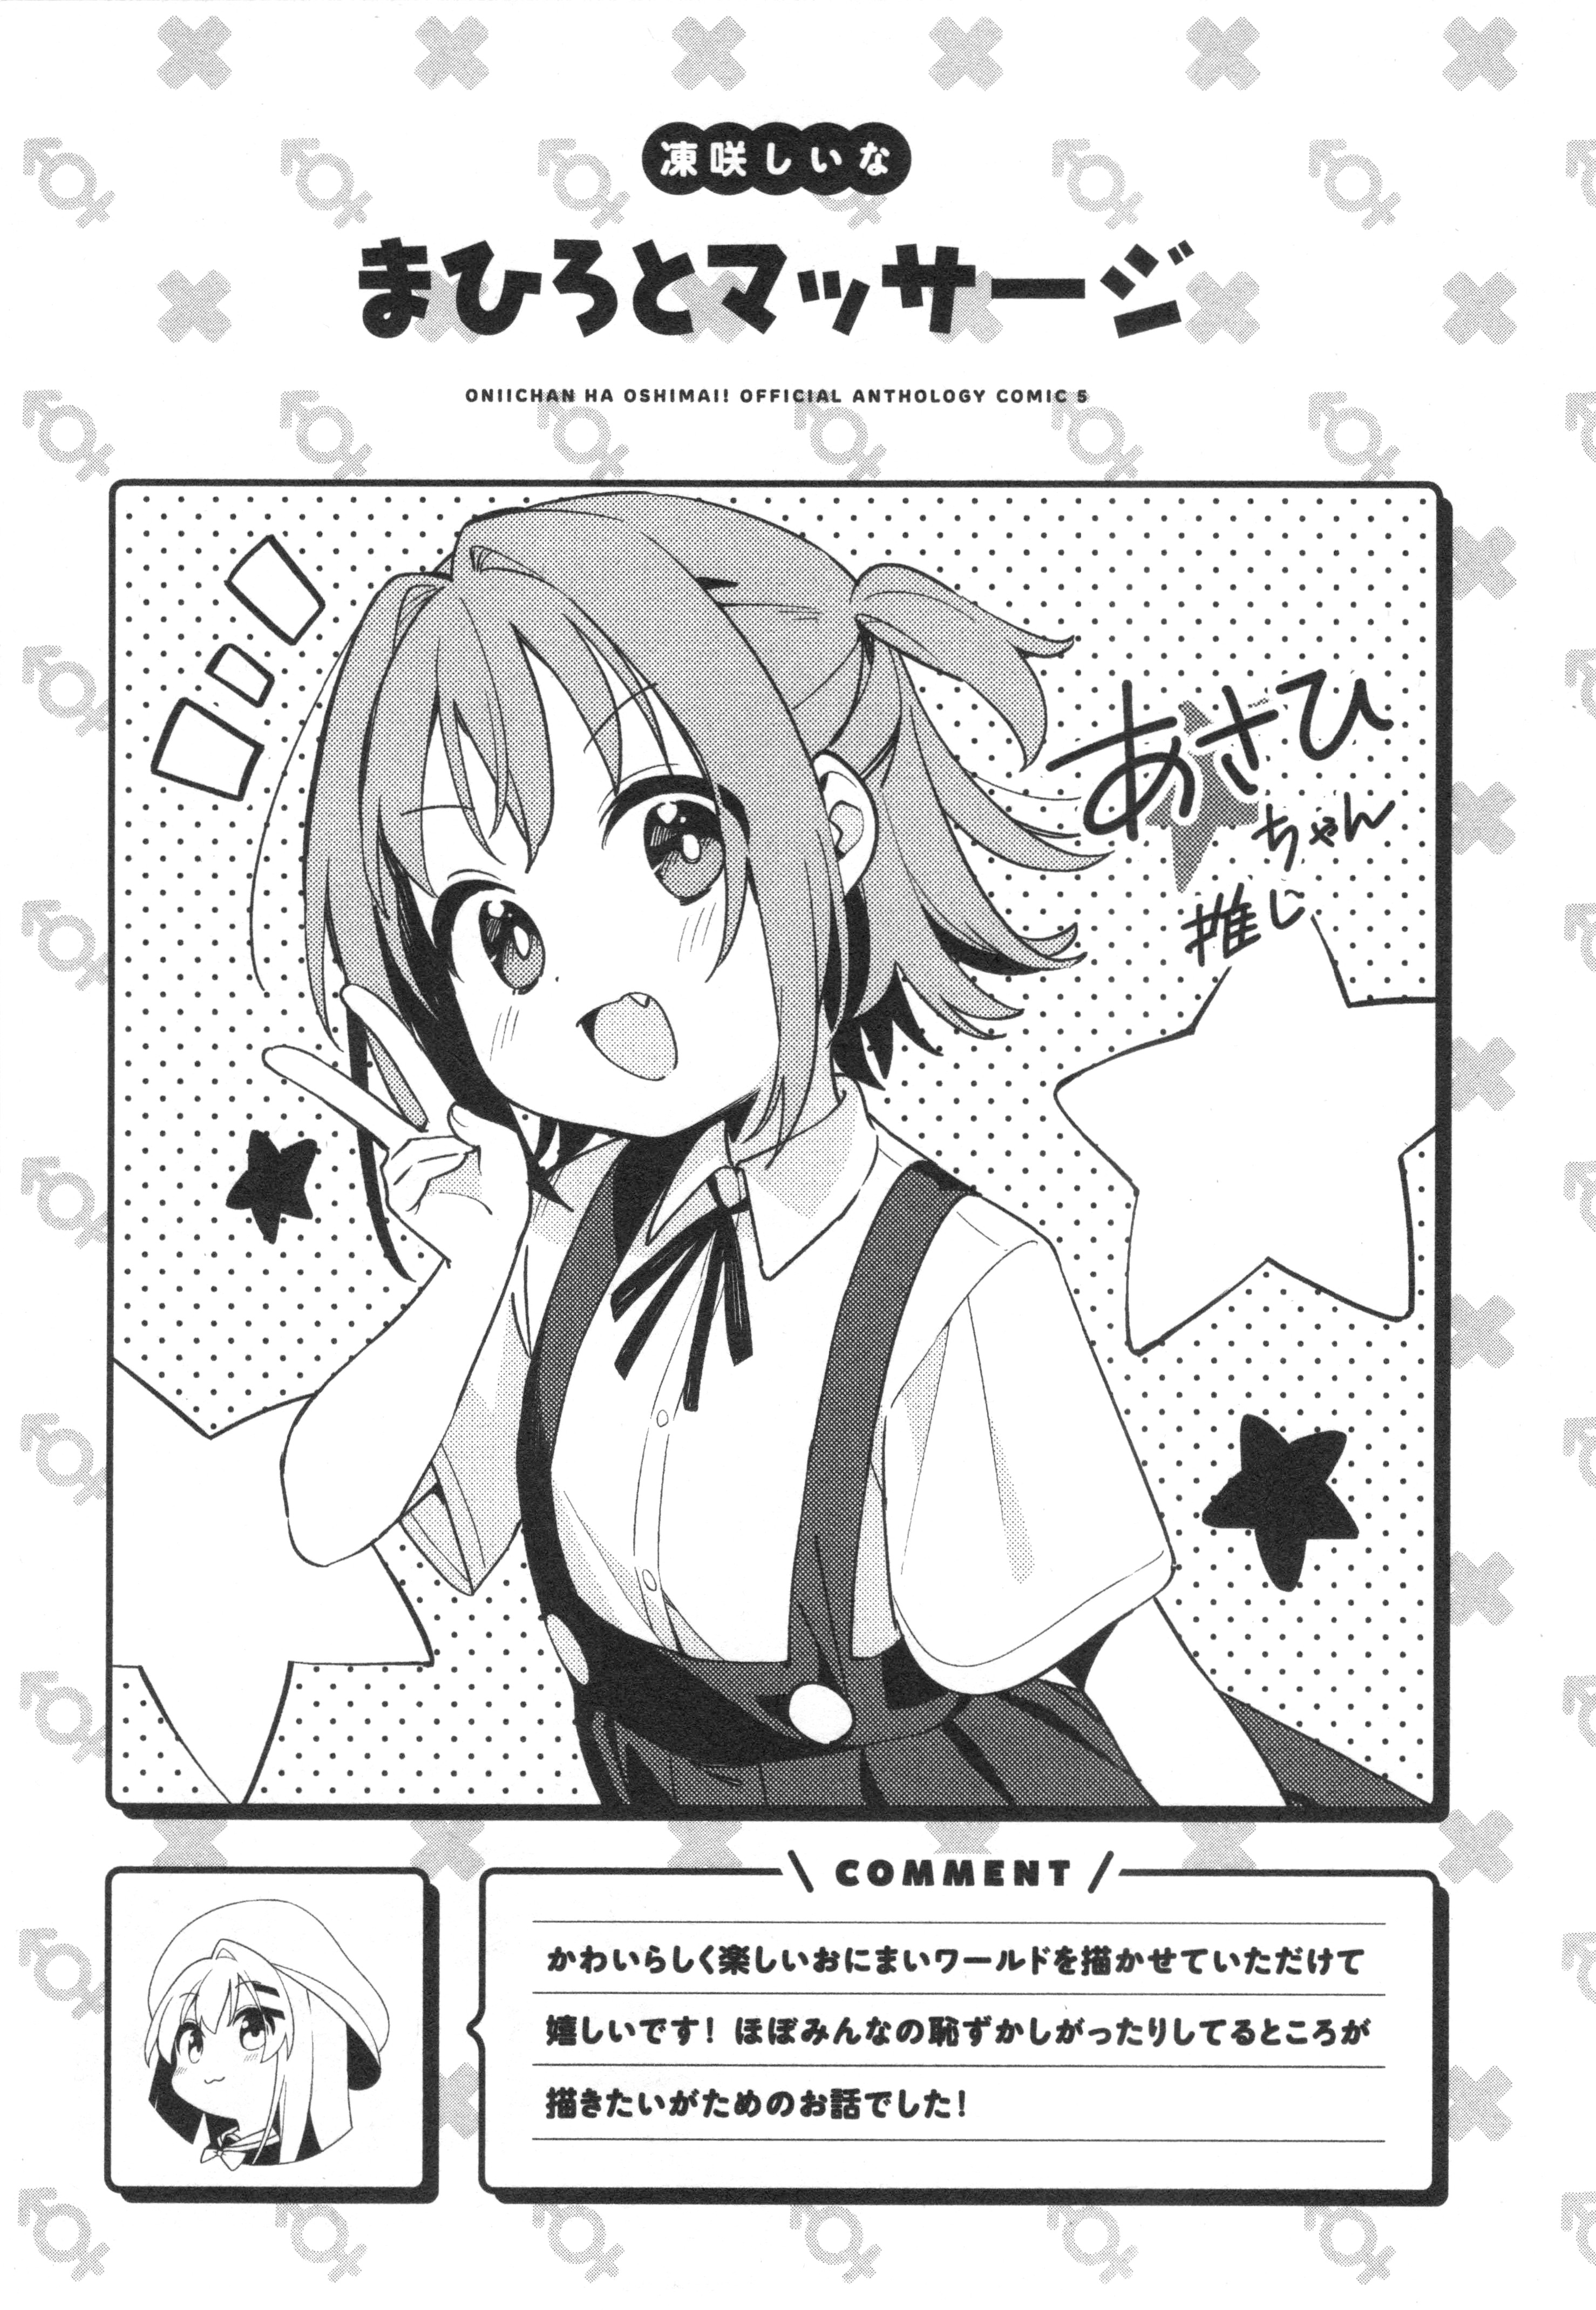 凍咲しいな
まひろとマッサージ
ONIICHAN HA OSHIMAI! OFFICIAL ANTHOLOGY COMIC 5
あさひ
ちゃん
推し
COMMENT
かわいらしく楽しいおにまいワールドを描かせていただけて
嬉しいです！ ほぼみんなの恥ずかしがったりしてるところが
描きたいがためのお話でした！